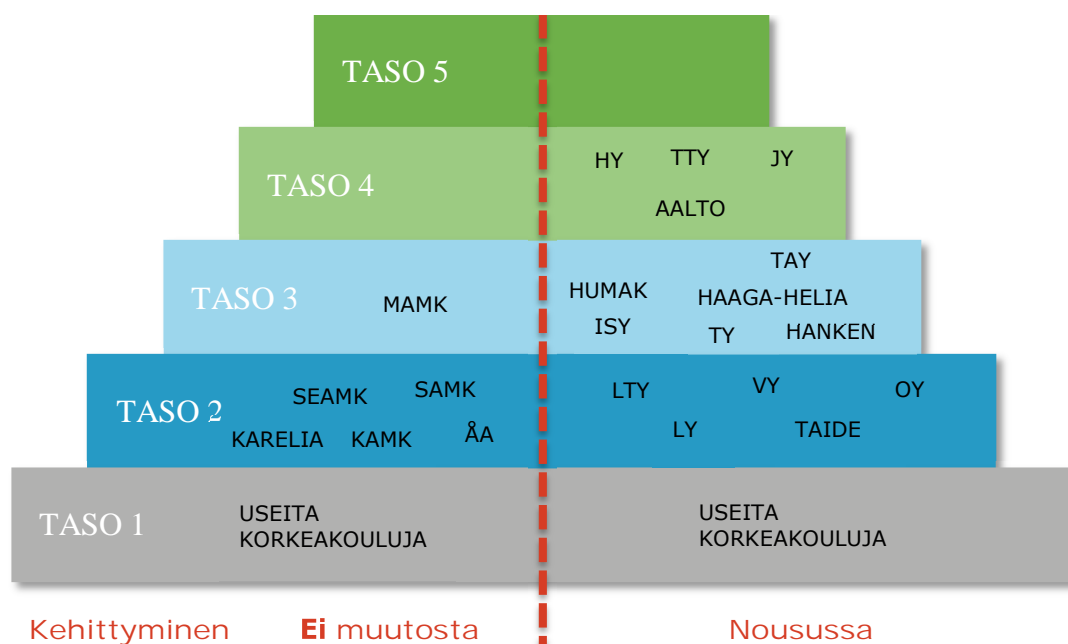 TASO 5
TASO 4
HY TTY JY
AALTO
TASO 3
MAMK
HUMAK
ISY
TAY
HAAGA-HELIA
TY HANKEN
TASO 2
SEAMK SAMK
KARELIA KAMK ÅA
LTY VY OY
LY TAIDE
TASO 1
USEITA
KORKEAKOULUJA
USEITA
KORKEAKOULUJA
Kehittyminen Ei muutosta Nousussa